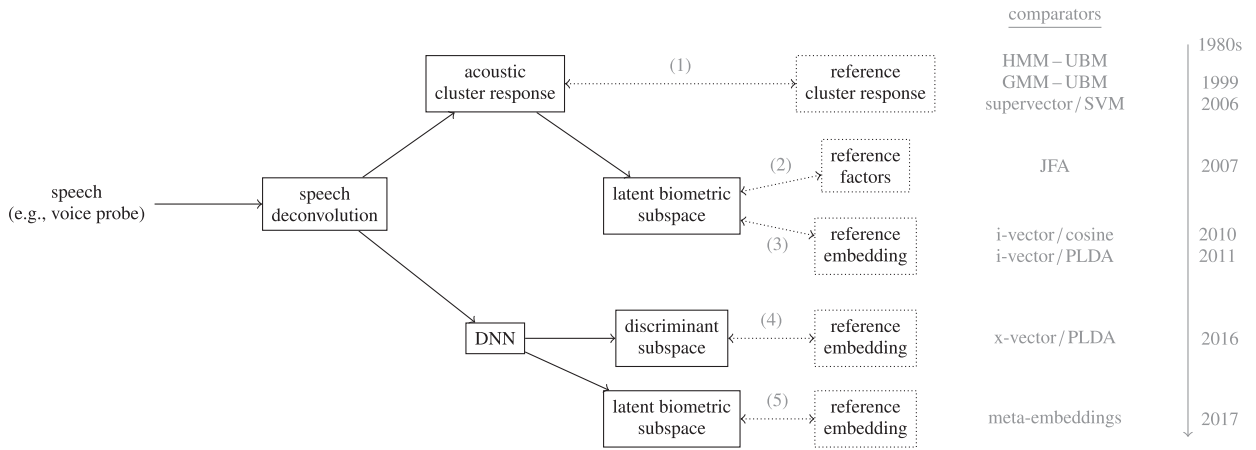 comparators
1980s
acoustic
cluster response
(1)
reference
cluster response
HMM – UBM
GMM – UBM
1999
supervector / SVM
2006
speech
(e.g., voice probe)
speech
deconvolution
latent biometric
subspace
(2)
reference
factors
JFA
2007
(3)
reference
embedding
i-vector / cosine
2010
i-vector / PLDA
2011
DNN
discriminant
subspace
(4)
reference
embedding
x-vector / PLDA
2016
latent biometric
subspace
(5)
reference
embedding
meta-embeddings
2017